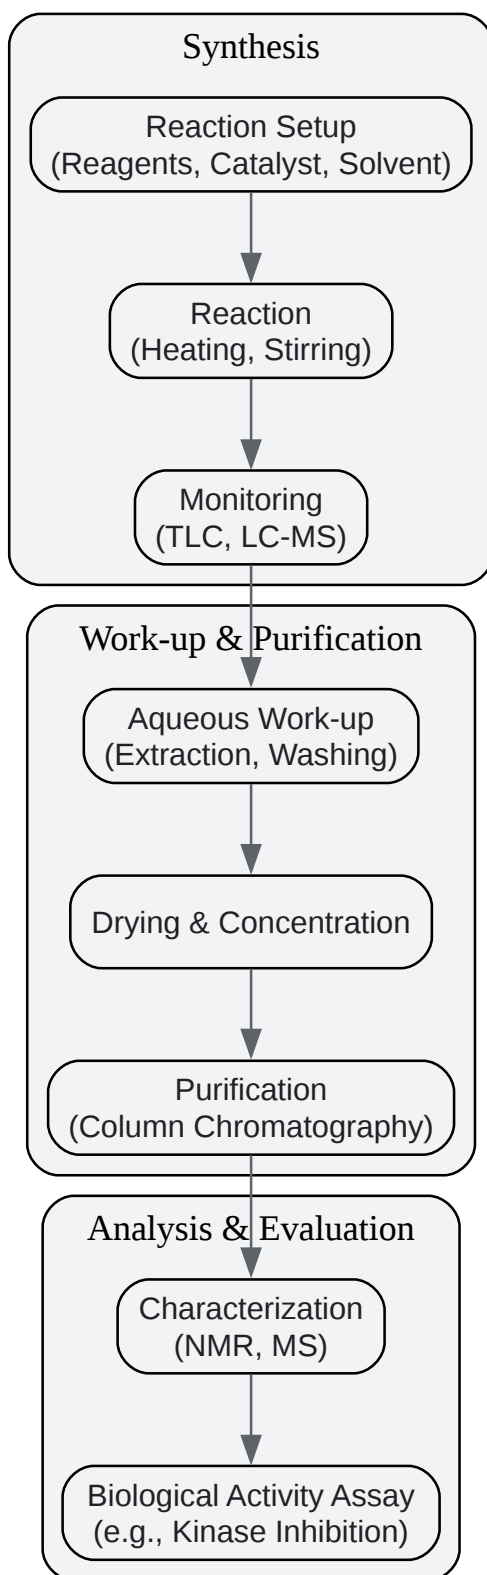 Synthesis
Reaction Setup
(Reagents, Catalyst, Solvent)
Reaction
(Heating, Stirring)
Monitoring
(TLC, LC-MS)
Work-up & Purification
Aqueous Work-up
(Extraction, Washing)
Drying & Concentration
Purification
(Column Chromatography)
Analysis & Evaluation
Characterization
(NMR, MS)
Biological Activity Assay
(e.g., Kinase Inhibition)